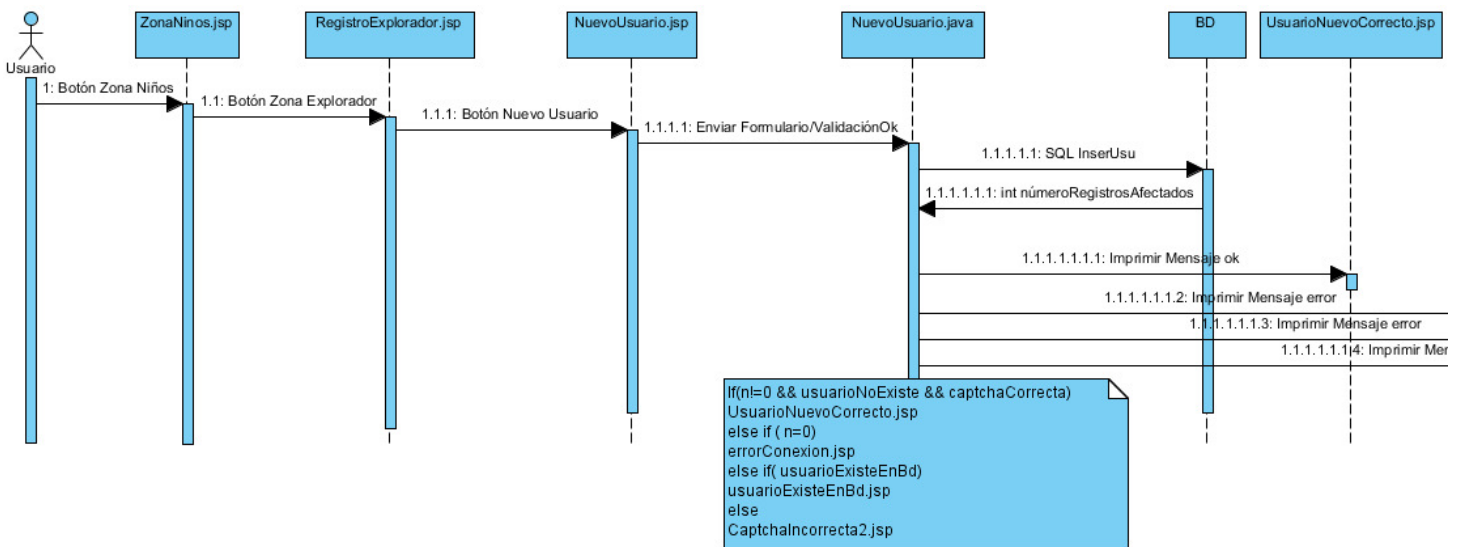 ZonaNinos.jsp
RegistroExplorador.jsp
NuevoUsuario.jsp
NuevoUsuario.java
BD
UsuarioNuevoCorrecto.jsp
Usuario
1: Botón Zona Niños
1.1: Botón Zona Explorador
1.1.1: Botón Nuevo Usuario
1.1.1.1: Enviar Formulario/ValidaciónOk
1.1.1.1.1: SQL InserUsu
1.1.1.1.1.1: int númeroRegistrosAfectados
1.1.1.1.1.1.1: Imprimir Mensaje ok
1.1.1.1.1.1.2: Imprimir Mensaje error
1.1.1.1.1.1.3: Imprimir Mensaje error
1.1.1.1.1.1.4: Imprimir Mer
If(n!=0 && usuarioNoExiste && captchaCorrecta)
UsuarioNuevoCorrecto.jsp
else if ( n=0)
errorConexion.jsp
else if( usuarioExisteEnBd)
usuarioExisteEnBd.jsp
else
CaptchaIncorrecta2.jsp